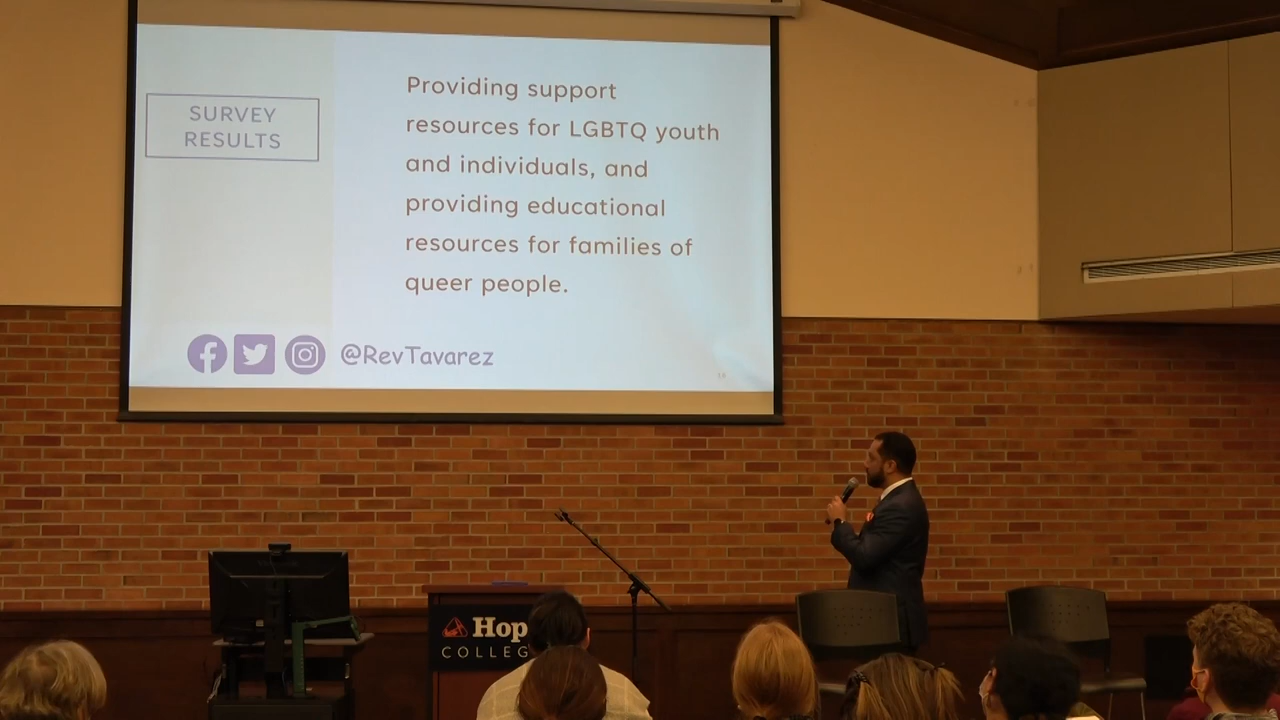 SURVEY
RESULTS
Providing support
resources for LGBTQ youth
and individuals, and
providing educational
resources for families of
queer people.
@RevTavarez
Hop
COLLEG